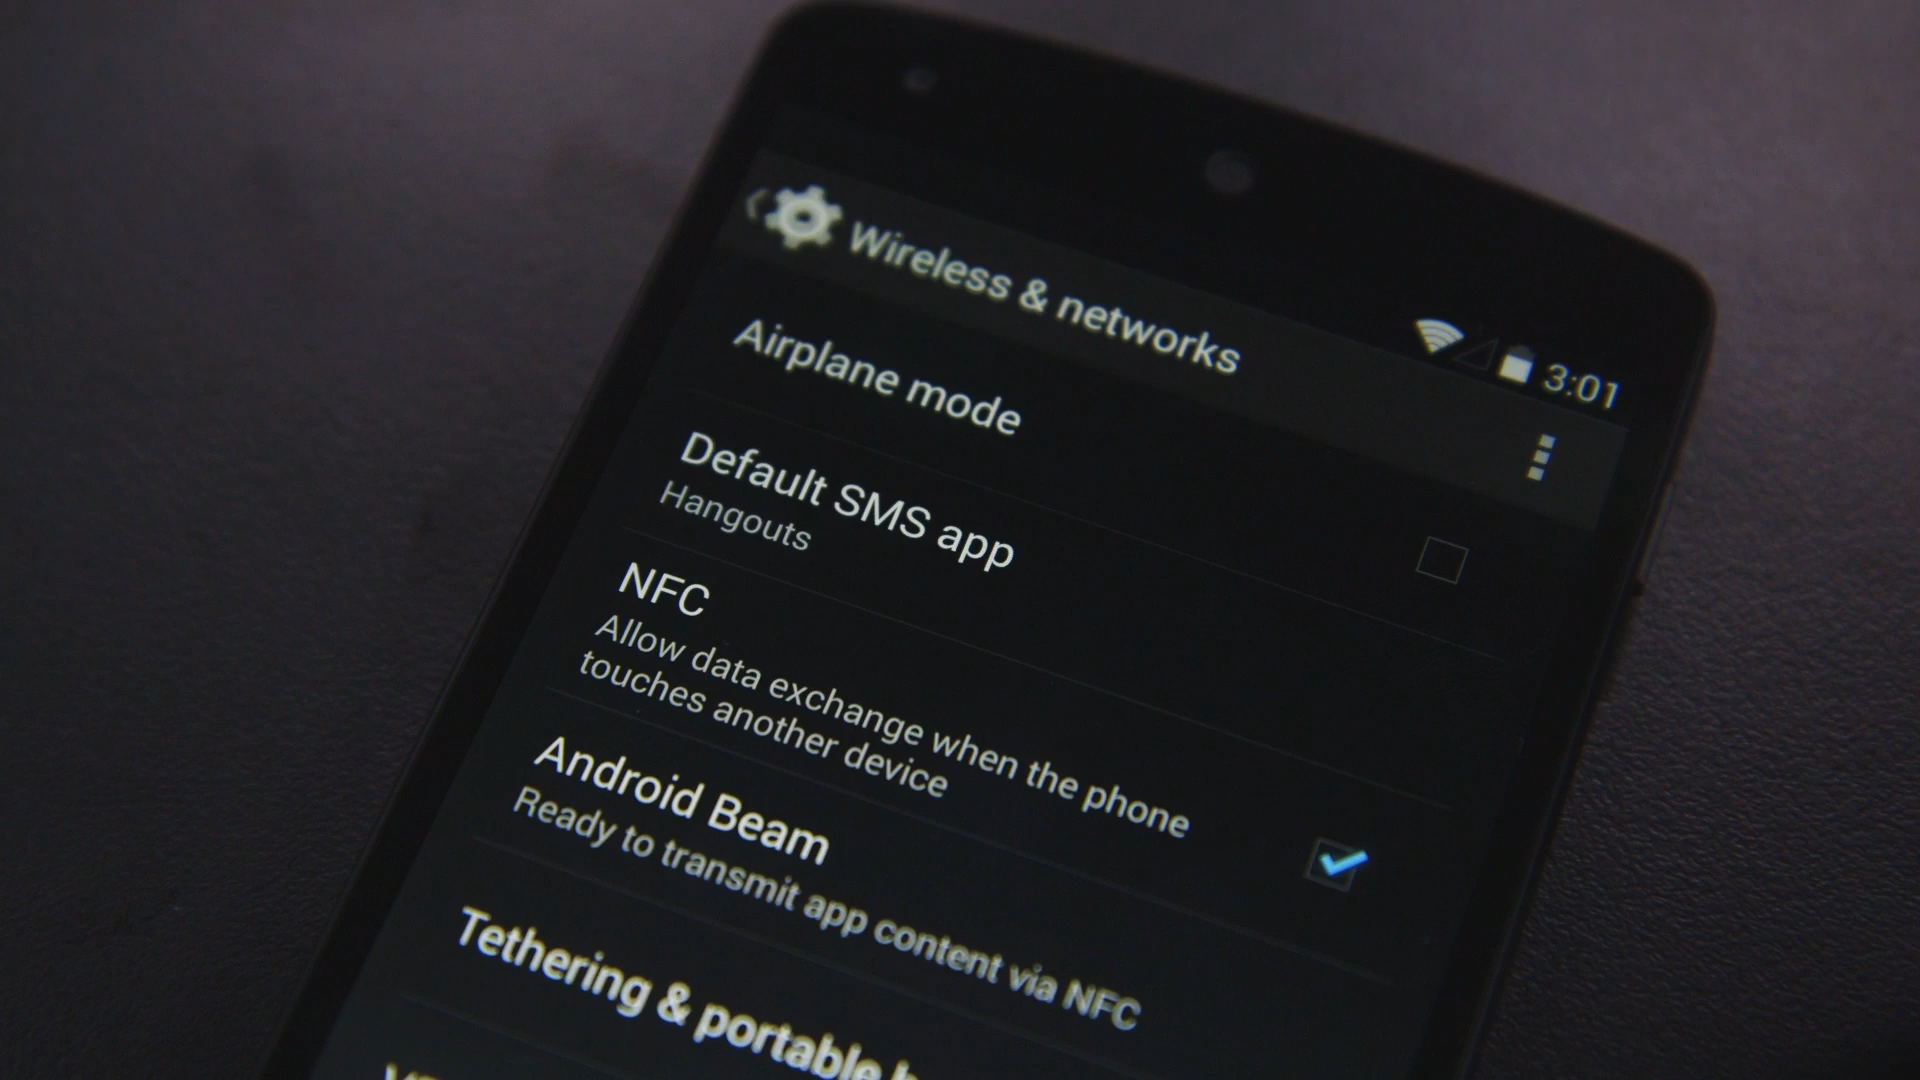 3:01
Wireless & networks
Airplane mode
Default SMS app
Hangouts
NFC
Allow data exchange when the phone
touches another device
Android Beam
Ready to transmit app content via NFC
Tethering & portable